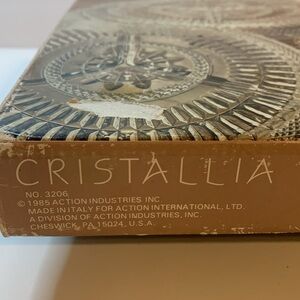 CRISTALLIA
NO. 3206
© 1985 ACTION INDUSTRIES INC
MADE IN ITALY FOR ACTION INTERNATIONAL, LTD.
A DIVISION OF ACTION INDUSTRIES, INC.
CHESWICK, PA 15024, U.S.A.